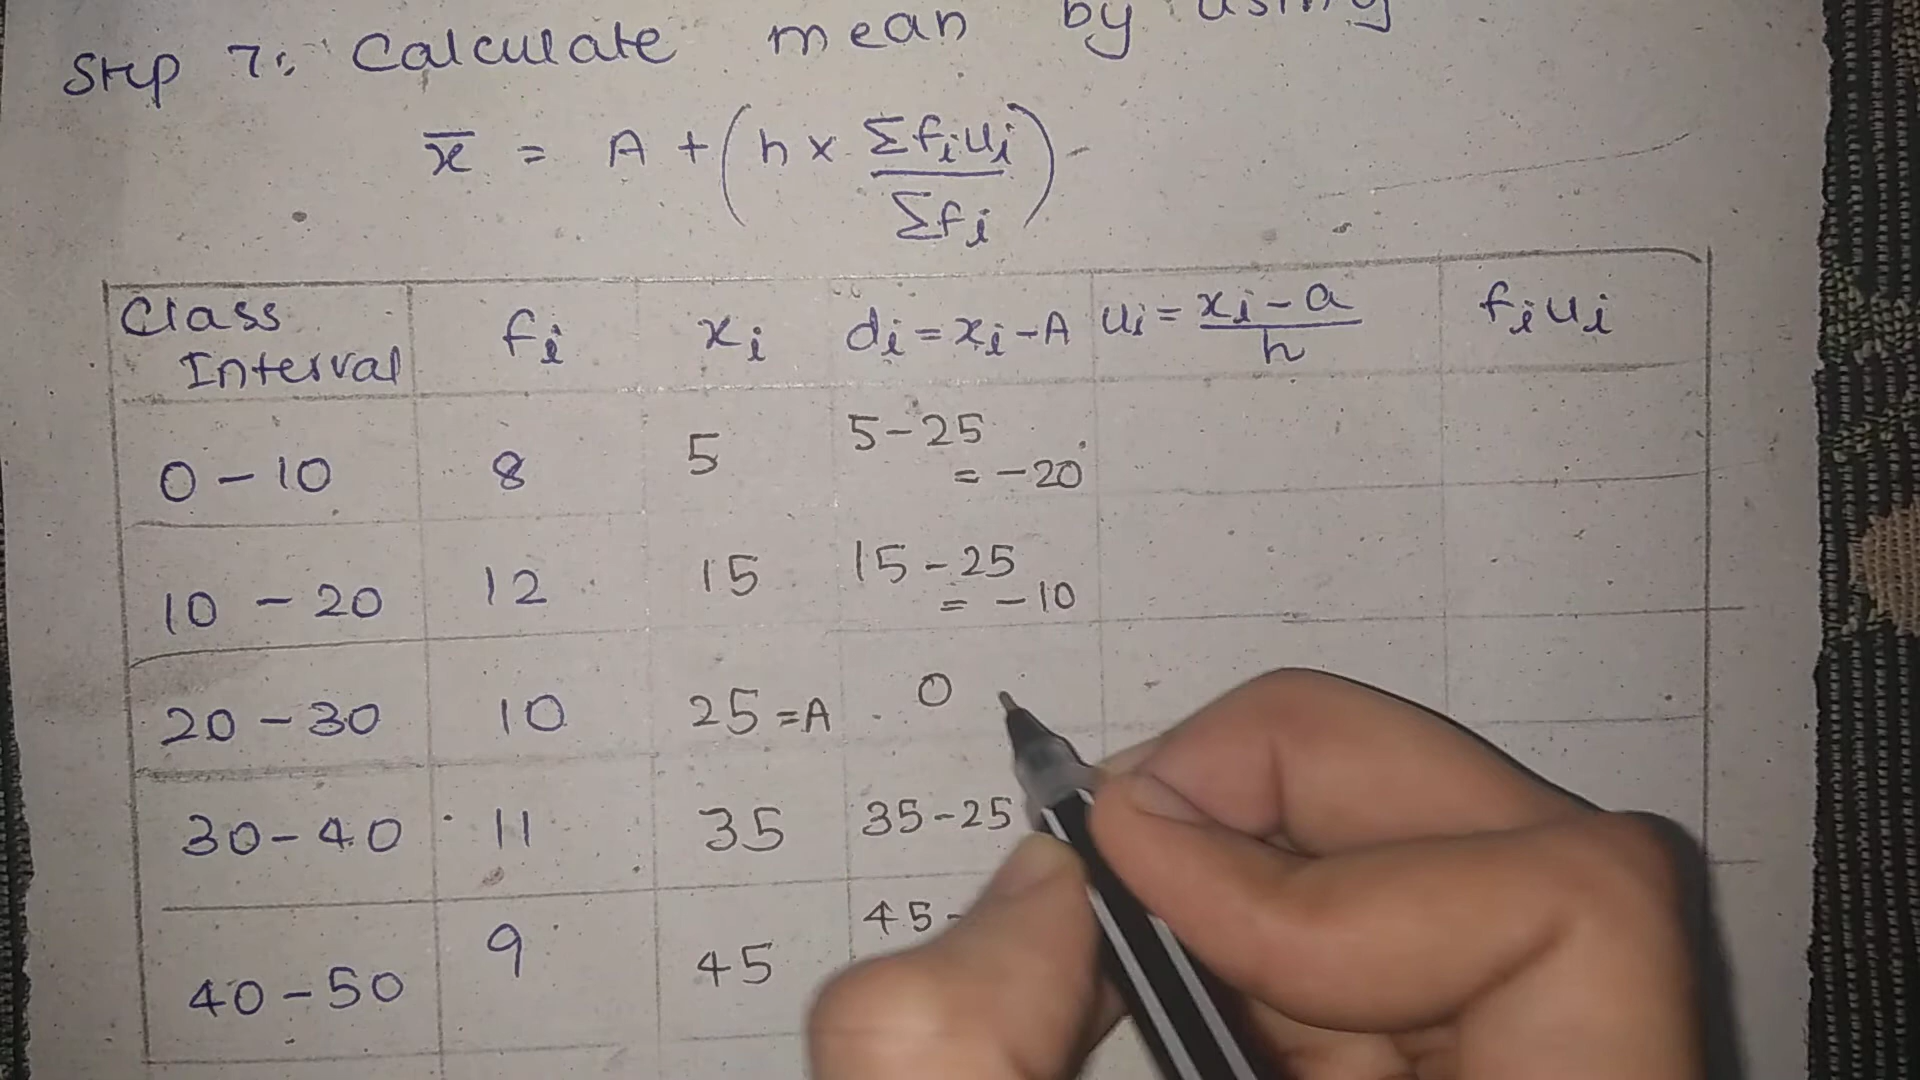 Step 7:. Calculate mean by using
x̄ = A + (h x Σfiui / Σfi)
Class Interval fi xi di = xi - A ui = xi - a / h fiui
0 - 10 8 5 5 - 25 = -20
10 - 20 12 15 15 - 25 = -10
20 - 30 10 25 = A 0
30 - 40 11 35 35 - 25
40 - 50 9 45 45 -